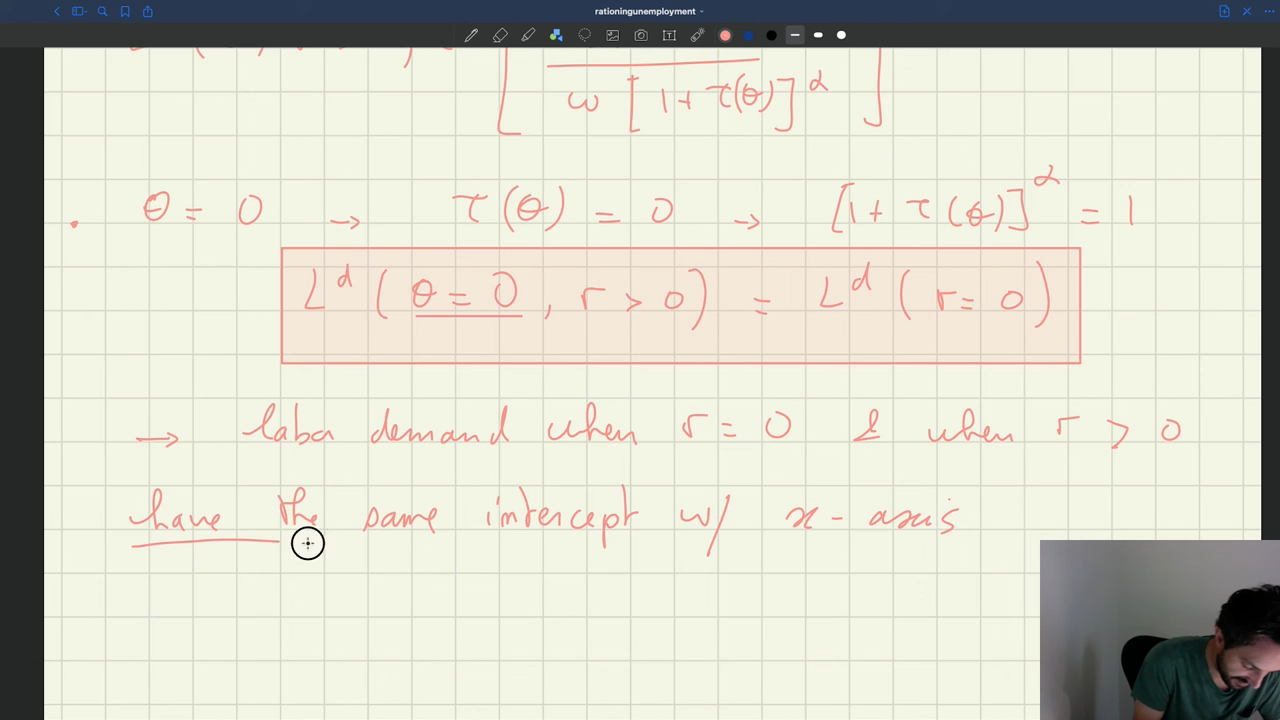 rationingunemployment
ω [1 + τ(θ)]^α
. θ = 0 → τ(θ) = 0 → [1 + τ(θ)]^α = 1
L^d (θ = 0, r > 0) = L^d (r = 0)
→ labor demand when r = 0 & when r > 0
have the same intercept w/ x-axis